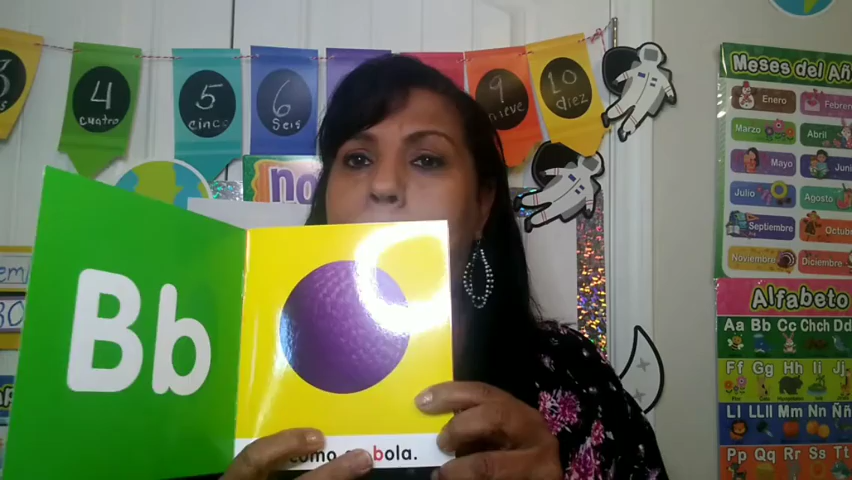 3
4
cuatro
5
cinco
6
seis
9
nueve
10
diez
no
Bb
como bola.
Meses del Año
Enero
Marzo
Abril
Mayo
Julio
Agosto
Septiembre
Noviembre
Diciembre
Alfabeto
Aa Bb Cc Chch Dd
Ff Gg Hh Ii Jj
Ll LLll Mm Nn Ññ
Pp Qq Rr Ss Tt